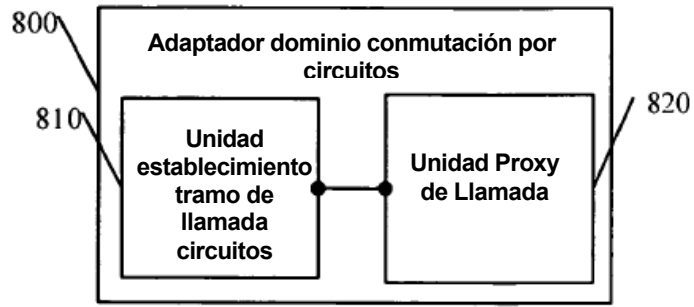 800
Adaptador dominio conmutación por
circuitos
810
820
Unidad
establecimiento
tramo de
llamada
circuitos
Unidad Proxy
de Llamada